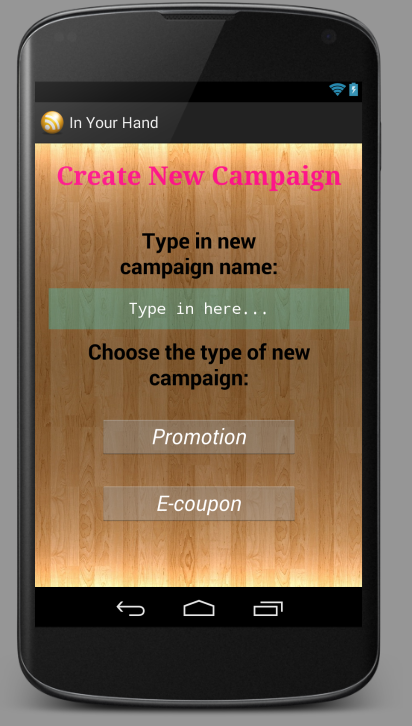 In Your Hand
Create New Campaign
Type in new
campaign name:
Type in here...
Choose the type of new
campaign:
Promotion
E-coupon